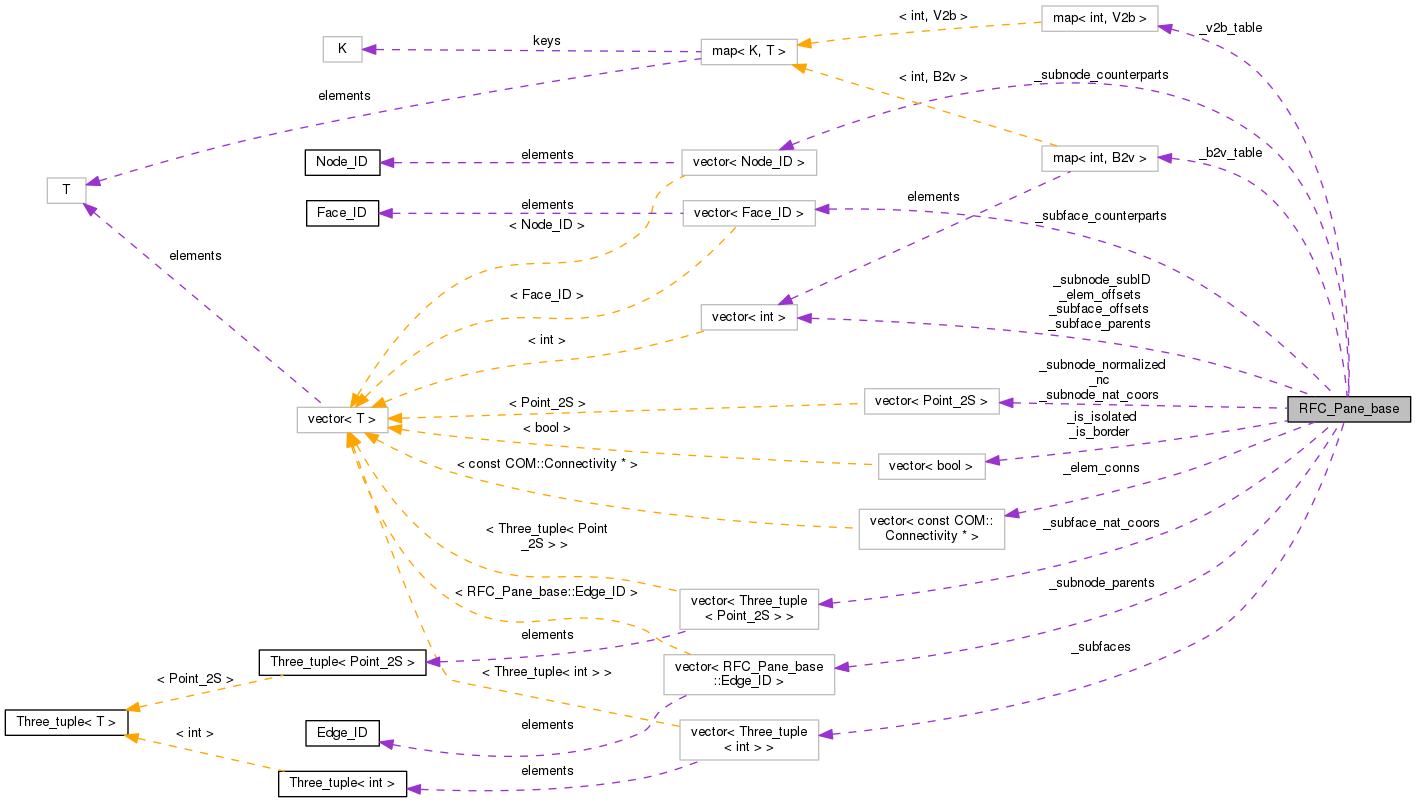 < int, V2b >
map< int, V2b >
_v2b_table
K
keys
map< K, T >
< int, B2v >
_subnode_counterparts
elements
Node_ID
elements
vector< Node_ID >
map< int, B2v >
_b2v_table
T
Face_ID
elements
< Node_ID >
vector< Face_ID >
elements
_subface_counterparts
elements
< Face_ID >
vector< int >
_subnode_subID
_elem_offsets
_subface_offsets
_subface_parents
< int >
_subnode_normalized
_nc
_subnode_nat_coors
vector< T >
< Point_2S >
vector< Point_2S >
RFC_Pane_base
< bool >
_is_isolated
_is_border
< const COM::Connectivity * >
vector< bool >
_elem_conns
< Three_tuple< Point
_2S > >
vector< const COM::
Connectivity * >
_subface_nat_coors
< RFC_Pane_base::Edge_ID >
vector< Three_tuple
< Point_2S > >
_subnode_parents
elements
Three_tuple< Point_2S >
< Point_2S >
< Three_tuple< int > >
vector< RFC_Pane_base
::Edge_ID >
_subfaces
Three_tuple< T >
< int >
Edge_ID
elements
vector< Three_tuple
< int > >
Three_tuple< int >
elements